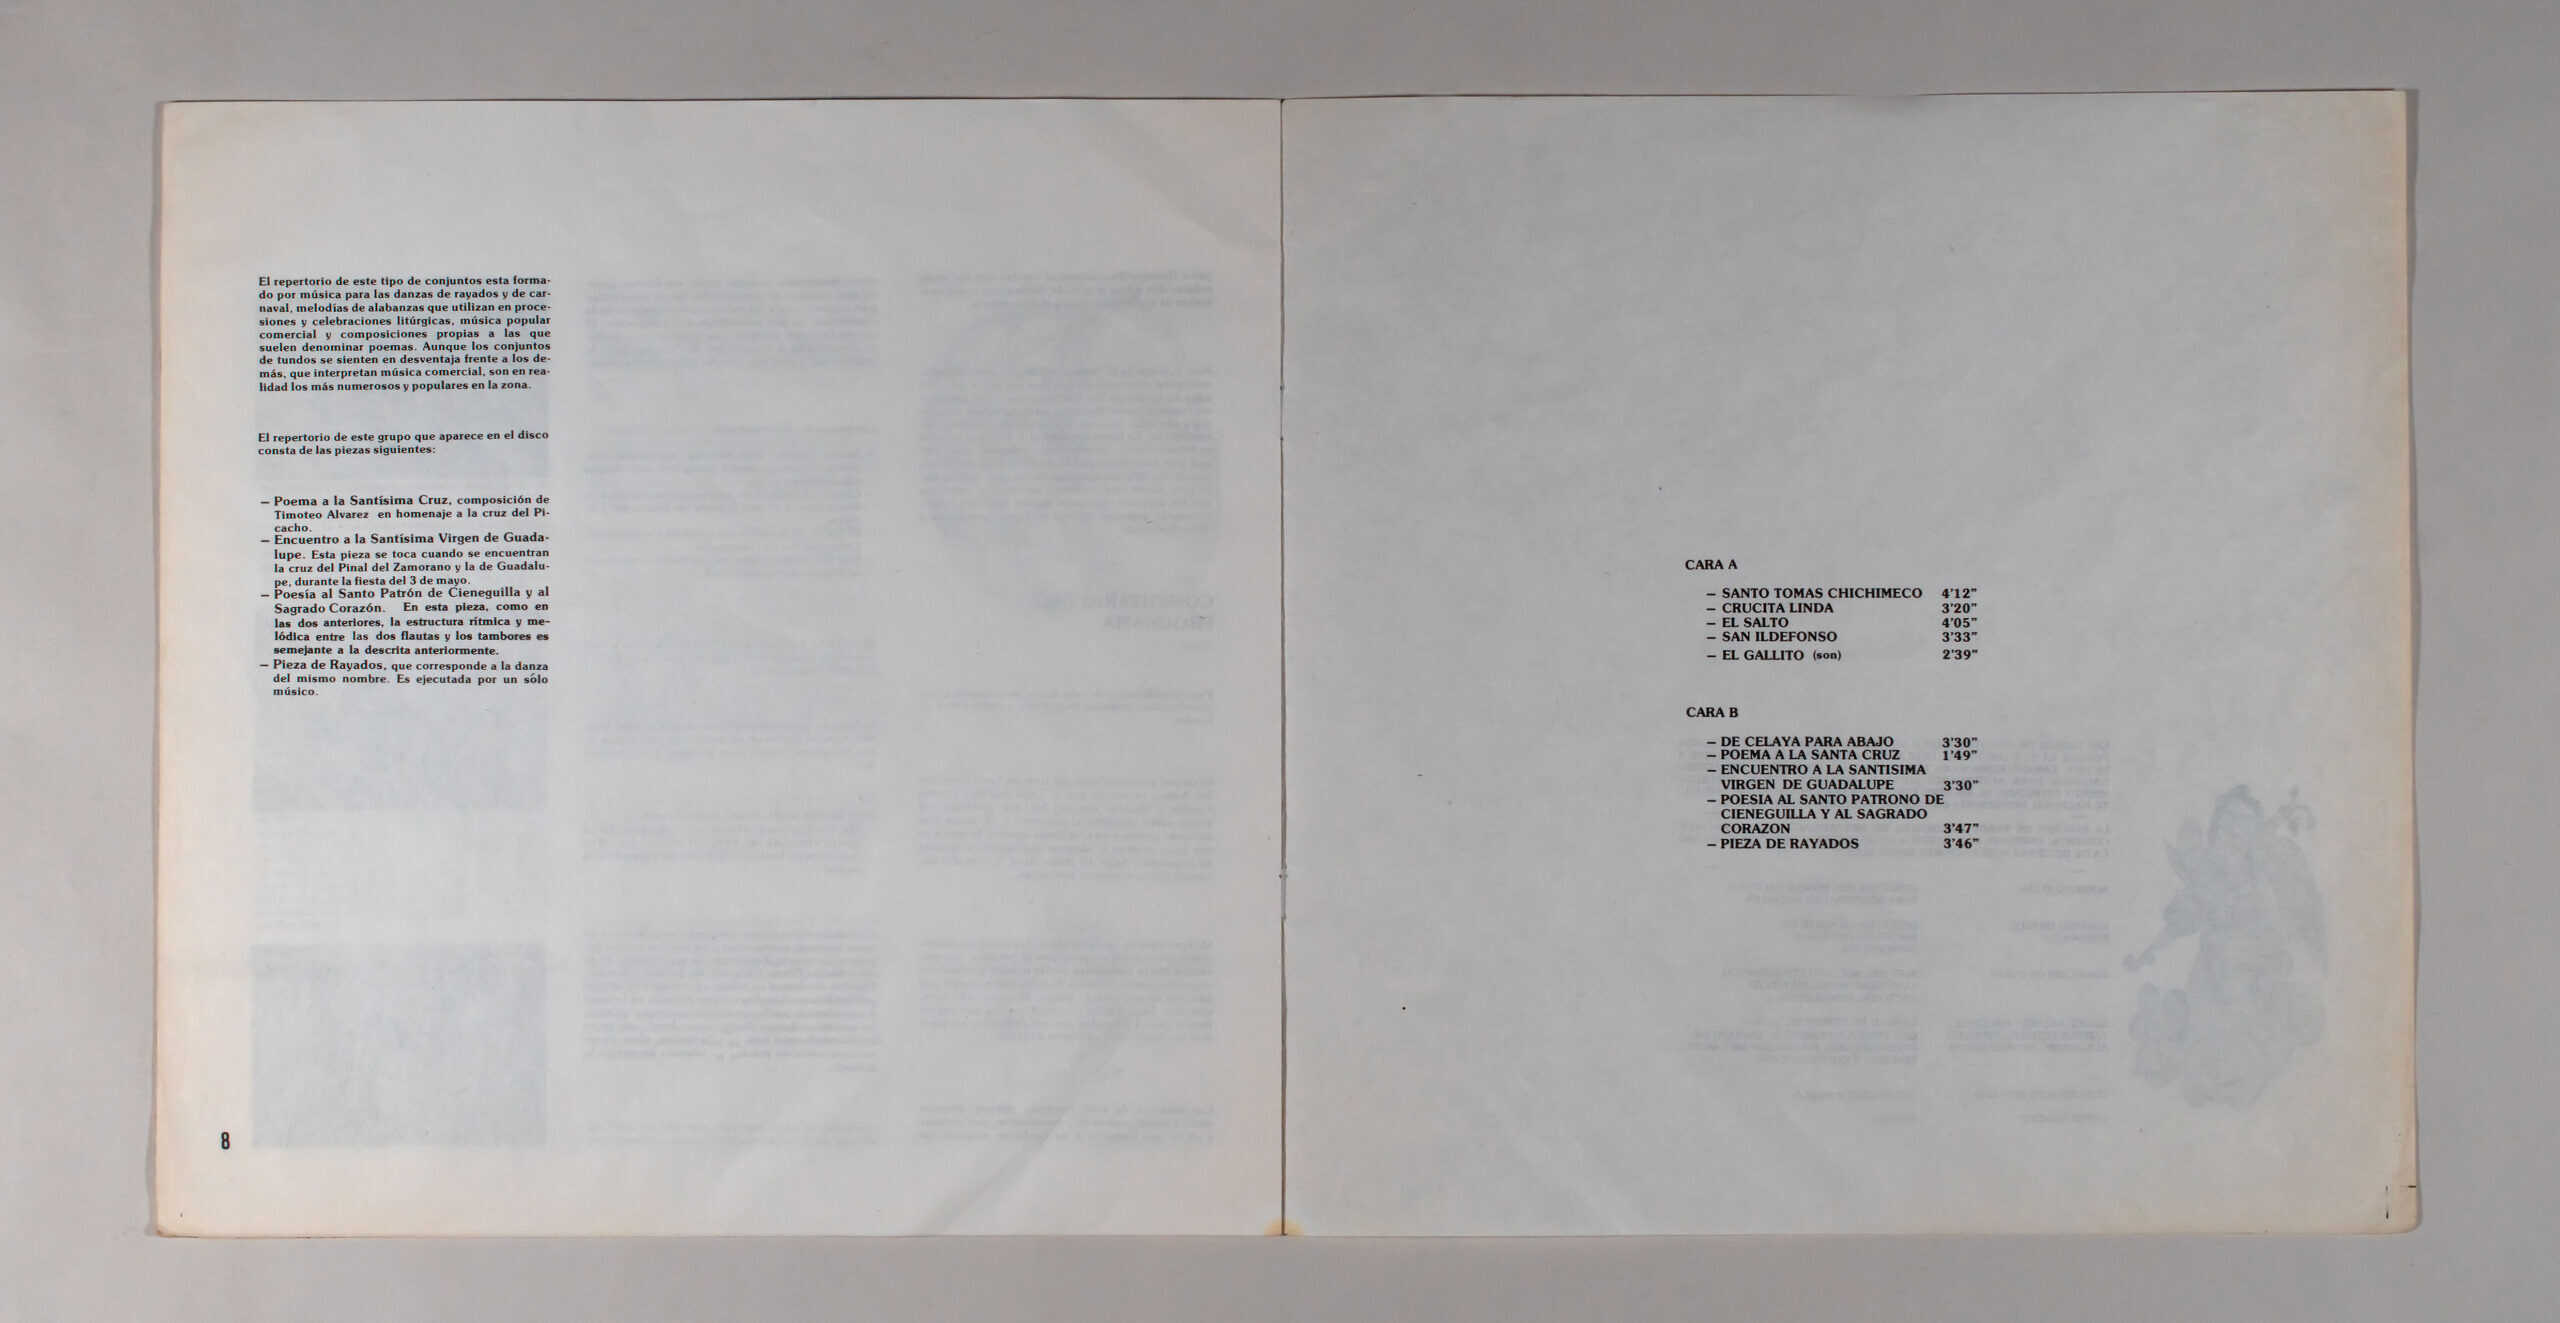 El repertorio de este tipo de conjuntos esta forma-
do por música para las danzas de rayados y de car-
naval, melodías de alabanzas que utilizan en proce-
siones y celebraciones litúrgicas, música popular
comercial y composiciones propias a las que
suelen denominar poemas. Aunque los conjuntos
de tundos se sienten en desventaja frente a los de-
más, que interpretan música comercial, son en rea-
lidad los más numerosos y populares en la zona.
El repertorio de este grupo que aparece en el disco
consta de las piezas siguientes:
— Poema a la Santísima Cruz, composición de
Timoteo Alvarez en homenaje a la cruz del Pi-
cacho.
— Encuentro a la Santísima Virgen de Guada-
lupe. Esta pieza se toca cuando se encuentran
la cruz del Pinal del Zamorano y la de Guadalu-
pe, durante la fiesta del 3 de mayo.
— Poesía al Santo Patrón de Cieneguilla y al
Sagrado Corazón. En esta pieza, como en
las dos anteriores, la estructura rítmica y me-
lódica entre las dos flautas y los tambores es
semejante a la descrita anteriormente.
— Pieza de Rayados, que corresponde a la danza
del mismo nombre. Es ejecutada por un sólo
músico.
8
CARA A
— SANTO TOMAS CHICHIMECO 4'12"
— CRUCITA LINDA 3'20"
— EL SALTO 4'05"
— SAN ILDEFONSO 3'33"
— EL GALLITO (son) 2'39"
CARA B
— DE CELAYA PARA ABAJO 3'30"
— POEMA A LA SANTA CRUZ 1'49"
— ENCUENTRO A LA SANTISIMA
VIRGEN DE GUADALUPE 3'30"
— POESIA AL SANTO PATRONO DE
CIENEGUILLA Y AL SAGRADO
CORAZON 3'47"
— PIEZA DE RAYADOS 3'46"